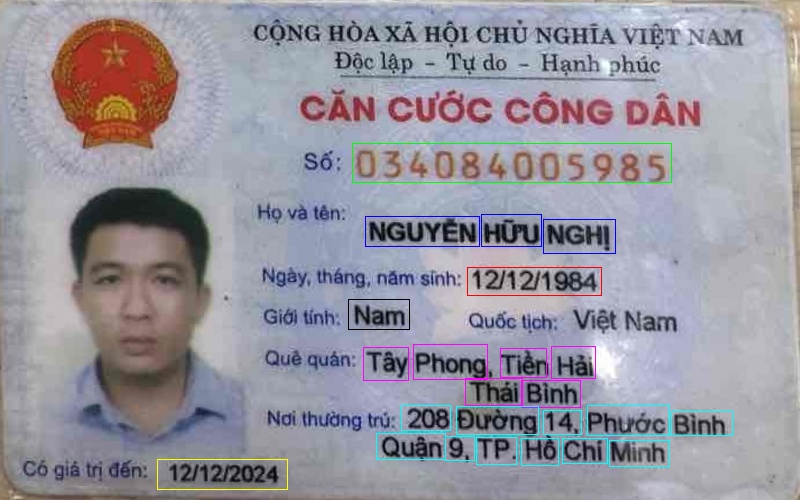 CỘNG HÒA XÃ HỘI CHỦ NGHĨA VIỆT NAM
Độc lập - Tự do - Hạnh phúc
CĂN CƯỚC CÔNG DÂN
Số: 034084005985
Họ và tên: NGUYỄN HỮU NGHỊ
Ngày, tháng, năm sinh: 12/12/1984
Giới tính: Nam Quốc tịch: Việt Nam
Quê quán: Tây Phong, Tiền Hải
Thái Bình
Nơi thường trú: 208 Đường 14, Phước Bình
Quận 9, TP. Hồ Chí Minh
Có giá trị đến: 12/12/2024